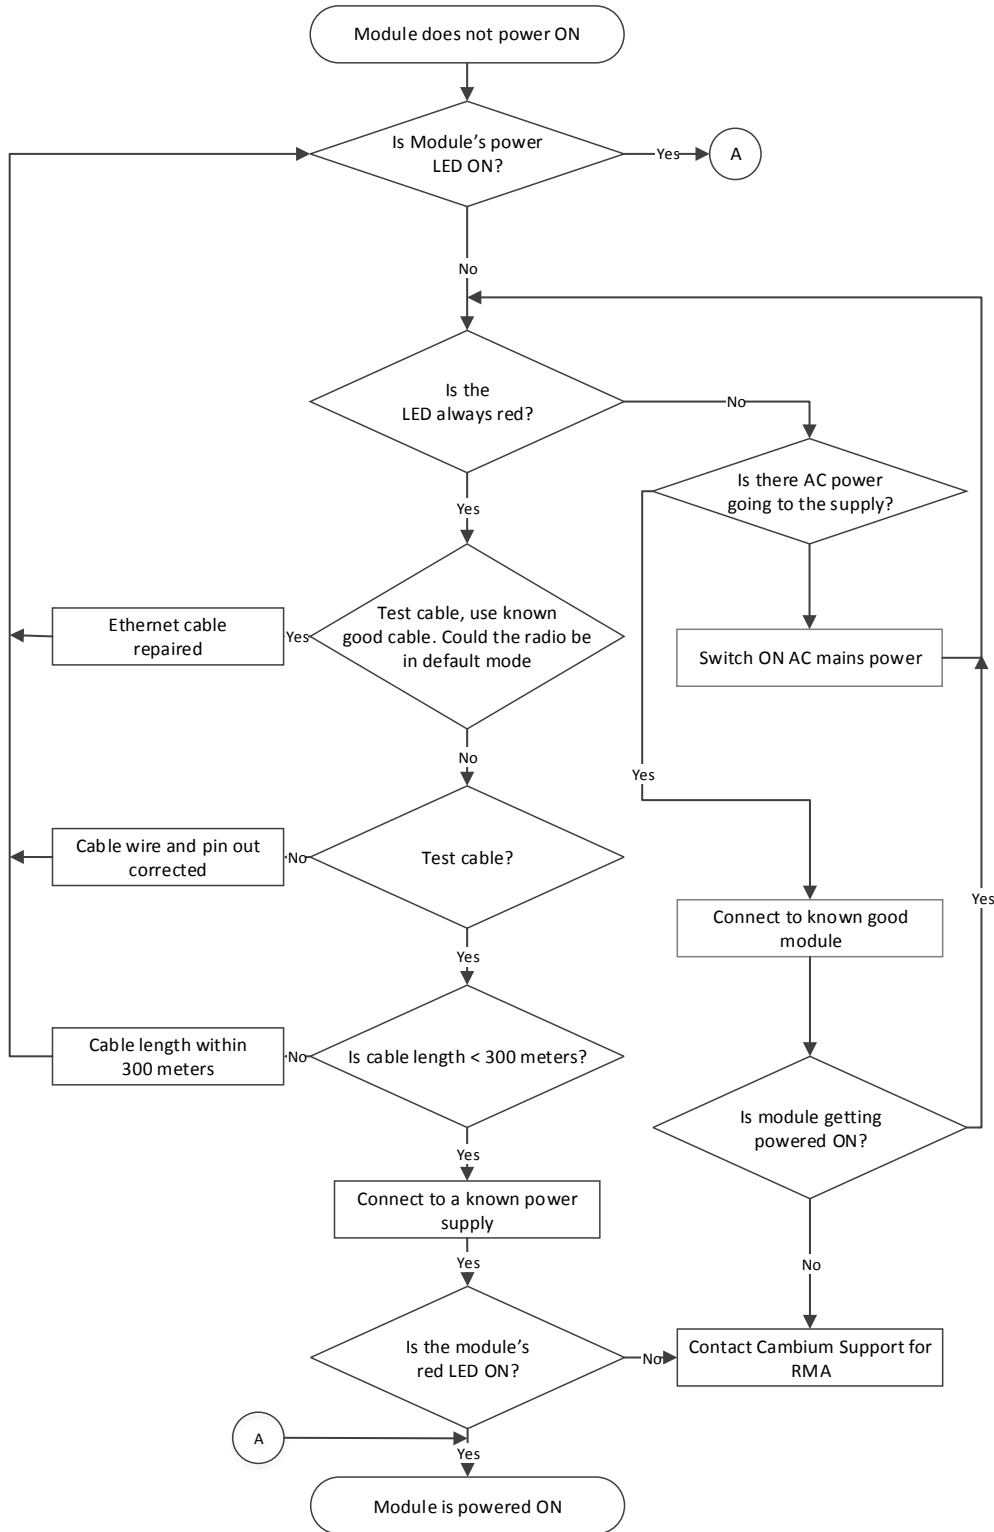 Module does not power ON
Is Module's power
LED ON?
Yes
A
No
Is the
LED always red?
No
Is there AC power
going to the supply?
Yes
Test cable, use known
good cable. Could the radio be
in default mode
Yes
Ethernet cable
repaired
Switch ON AC mains power
No
Yes
Test cable?
No
Cable wire and pin out
corrected
Yes
Connect to known good
module
Yes
Is cable length < 300 meters?
No
Cable length within
300 meters
Is module getting
powered ON?
Yes
Connect to a known power
supply
Yes
No
Is the module's
red LED ON?
No
Contact Cambium Support for
RMA
A
Yes
Module is powered ON